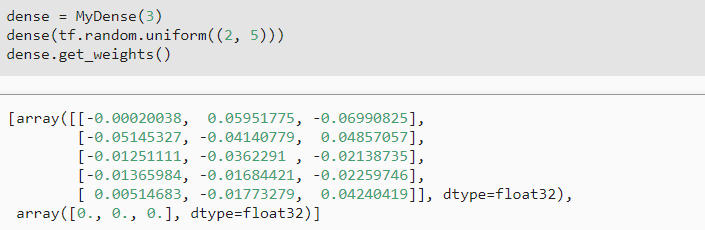 dense = MyDense(3)
dense(tf.random.uniform((2, 5)))
dense.get_weights()
[array([[-0.00020038,  0.05951775, -0.06990825],
        [-0.05145327, -0.04140779,  0.04857057],
        [-0.01251111, -0.0362291 , -0.02138735],
        [-0.01365984, -0.01684421, -0.02259746],
        [ 0.00514683, -0.01773279,  0.04240419]], dtype=float32),
 array([0., 0., 0.], dtype=float32)]